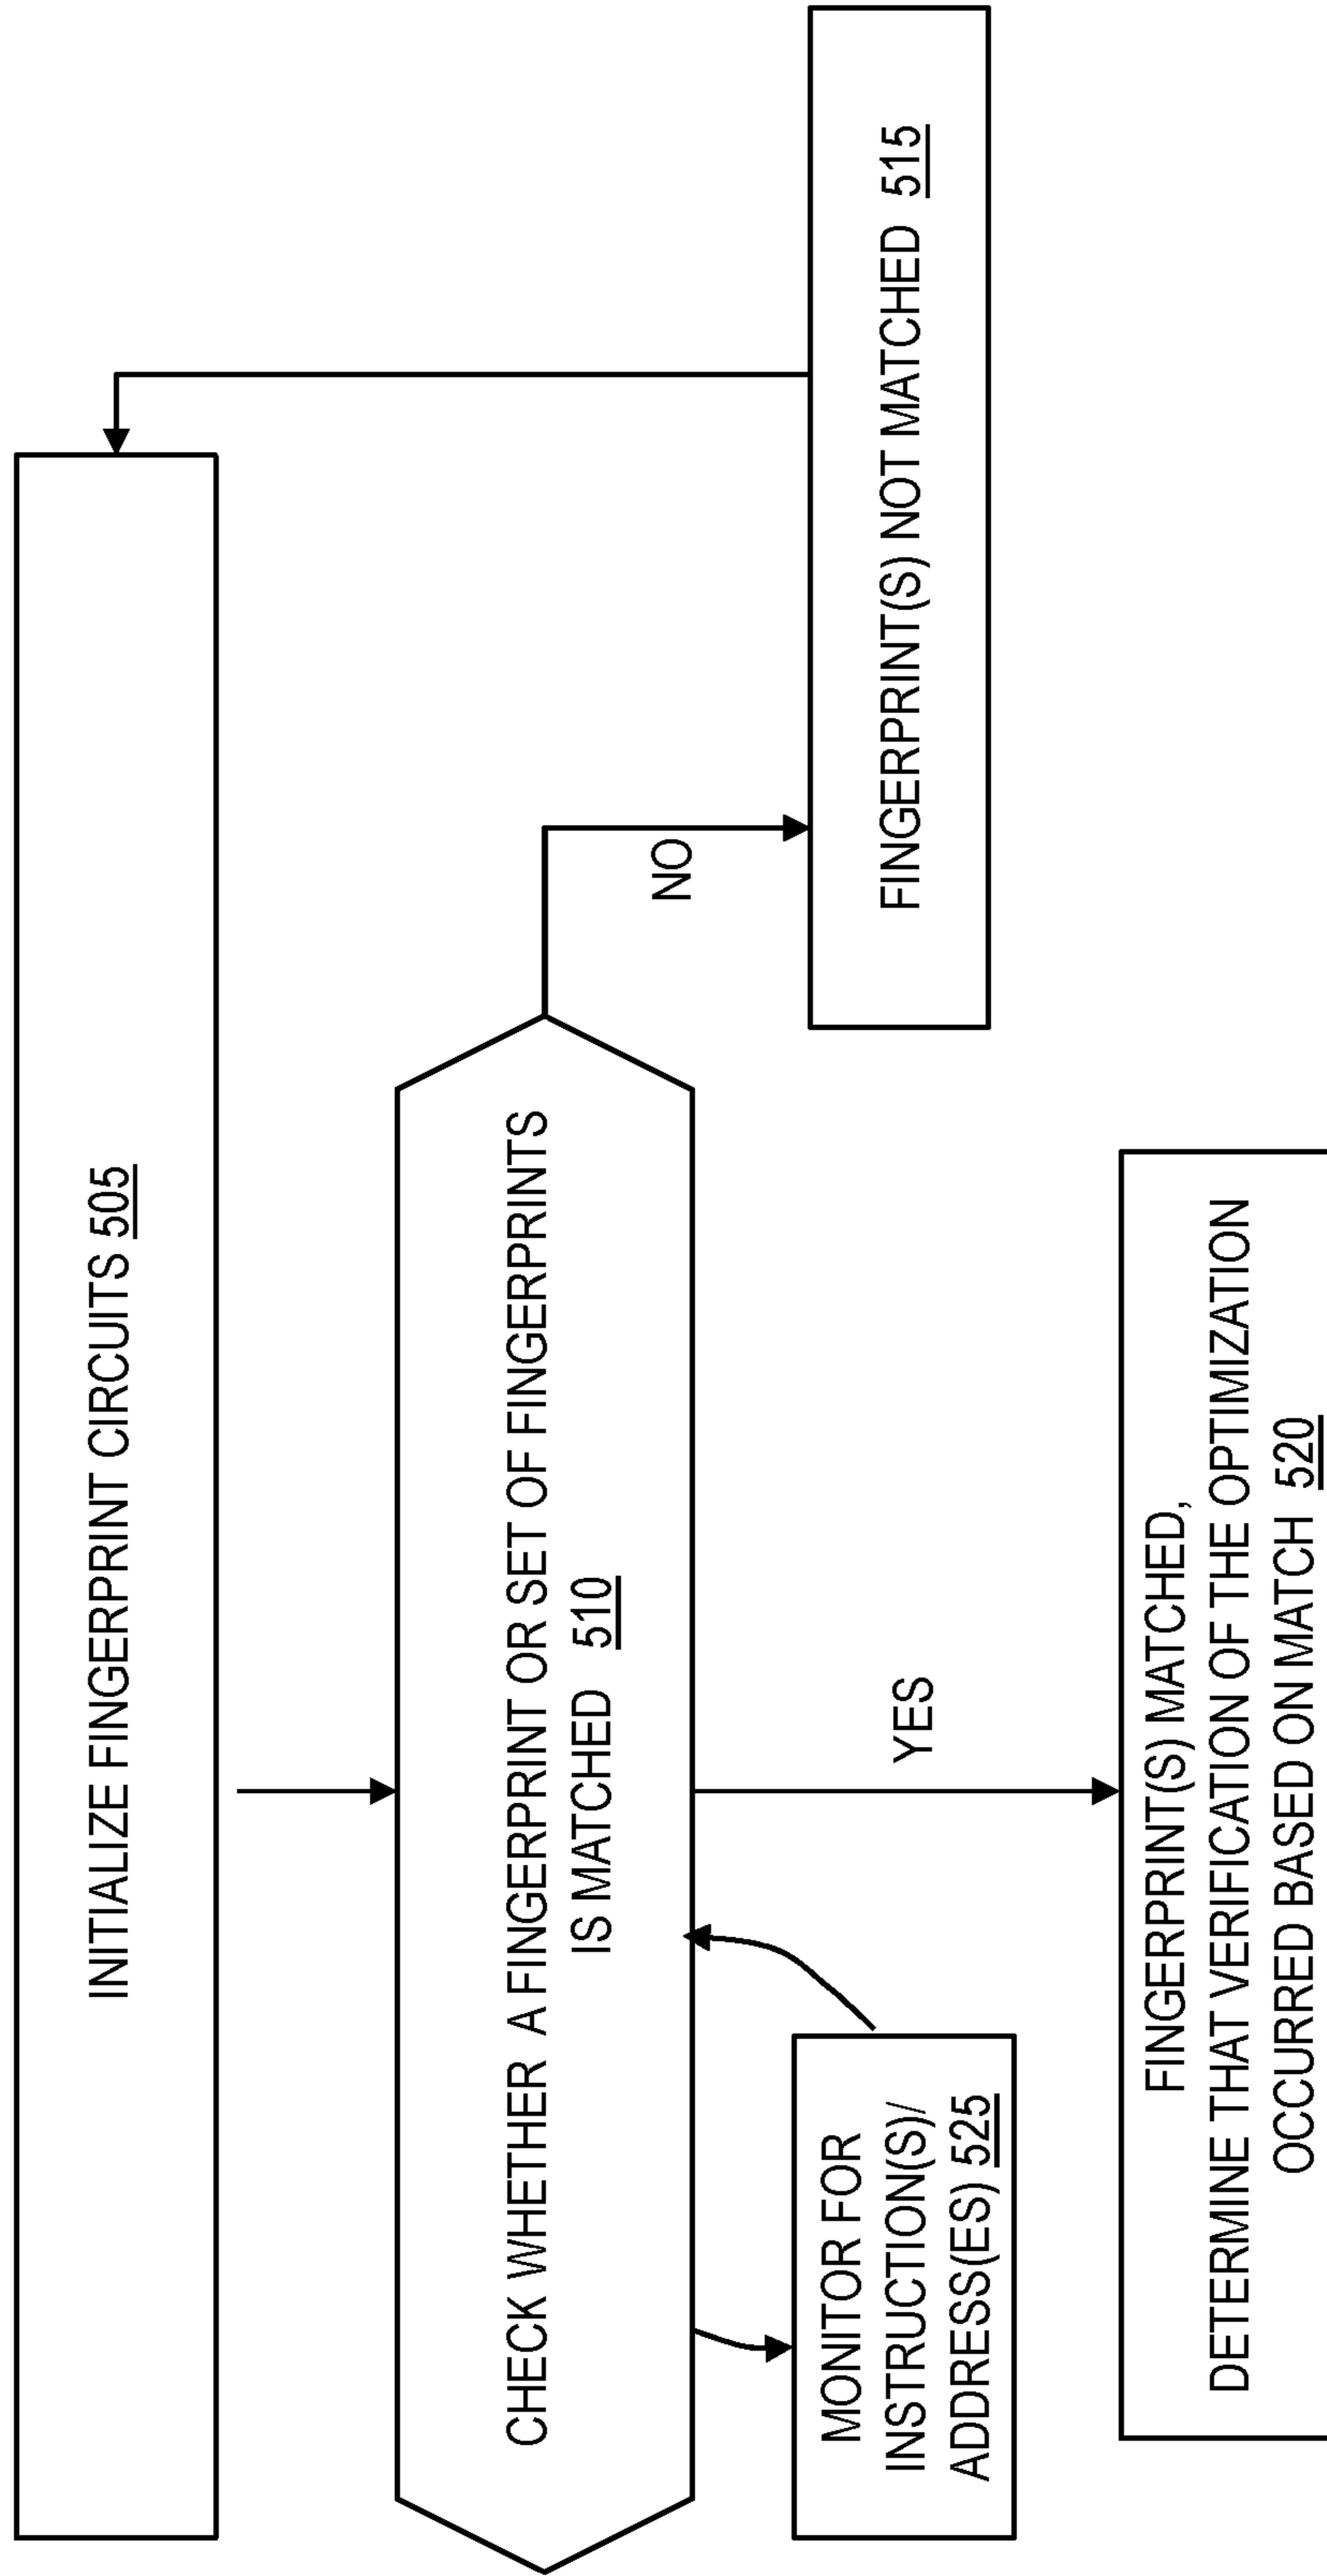 INITIALIZE FINGERPRINT CIRCUITS 505
CHECK WHETHER A FINGERPRINT OR SET OF FINGERPRINTS
IS MATCHED 510
NO
FINGERPRINT(S) NOT MATCHED 515
MONITOR FOR
INSTRUCTION(S)/
ADDRESS(ES) 525
YES
FINGERPRINT(S) MATCHED,
DETERMINE THAT VERIFICATION OF THE OPTIMIZATION
OCCURRED BASED ON MATCH 520